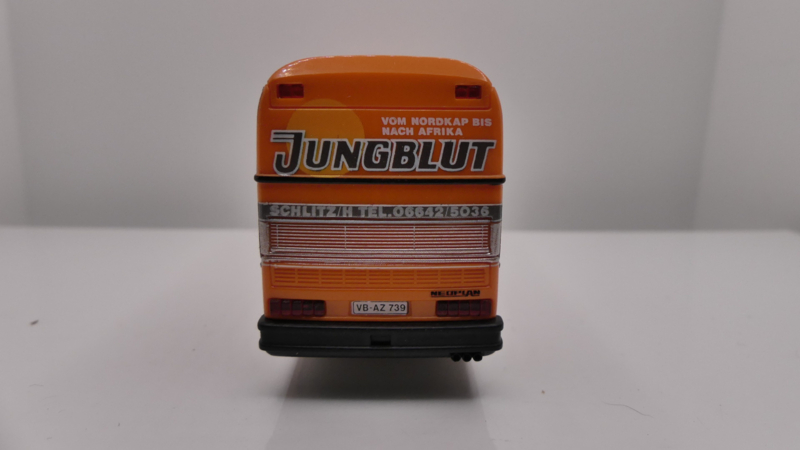 VOM NORDKAP BIS
NACH AFRIKA
JUNGBLUT
SCHLITZ/H TEL. 06642/5036
NEOPLAN
VB-AZ 739